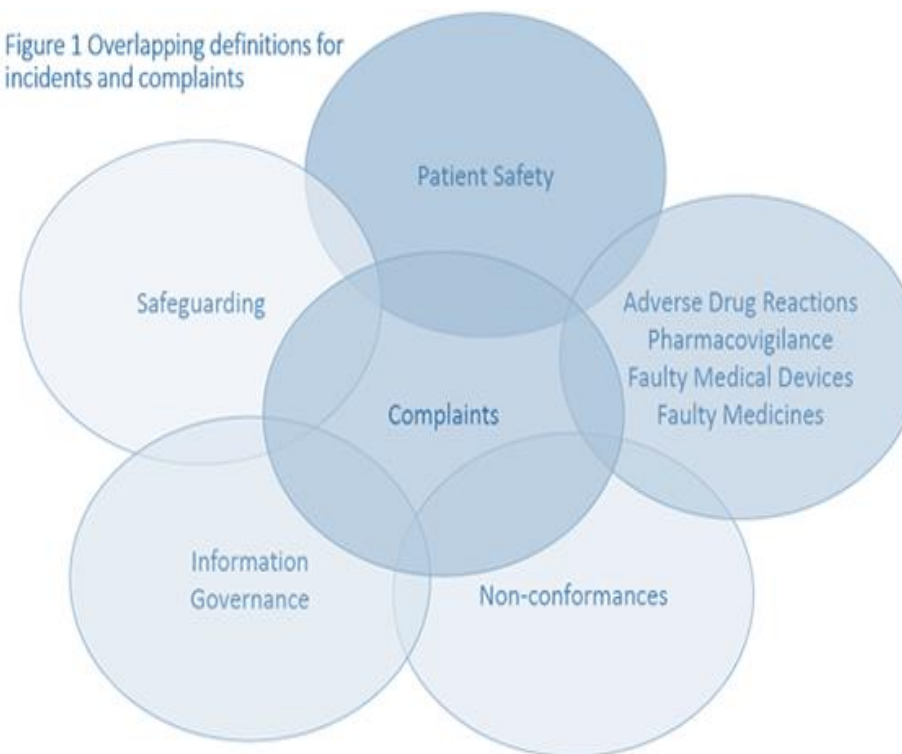 Figure 1 Overlapping definitions for
incidents and complaints
Patient Safety
Safeguarding
Adverse Drug Reactions
Pharmacovigilance
Faulty Medical Devices
Faulty Medicines
Complaints
Information
Governance
Non-conformances